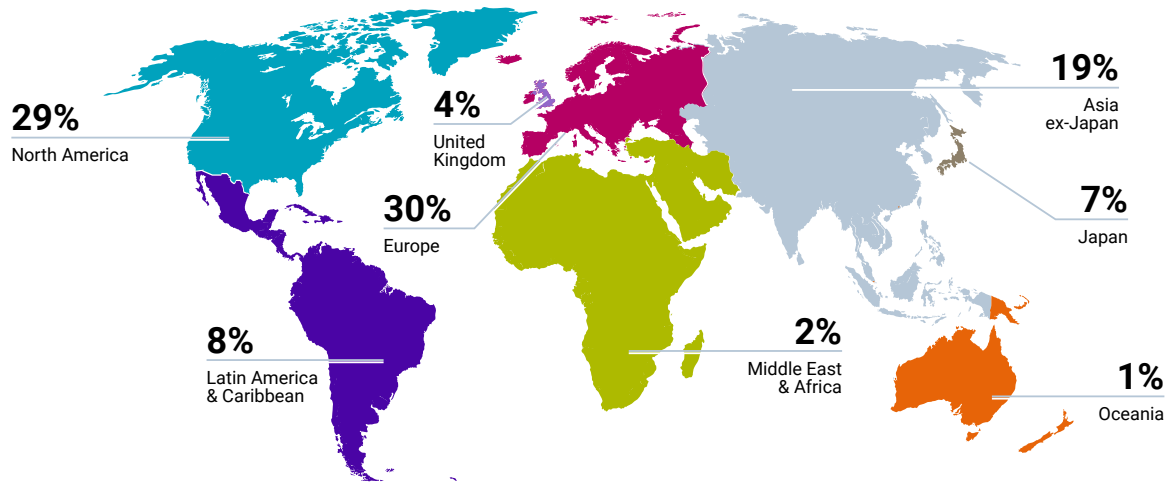 29%
North America
4%
United
Kingdom
30%
Europe
19%
Asia
ex-Japan
7%
Japan
8%
Latin America
& Caribbean
2%
Middle East
& Africa
1%
Oceania